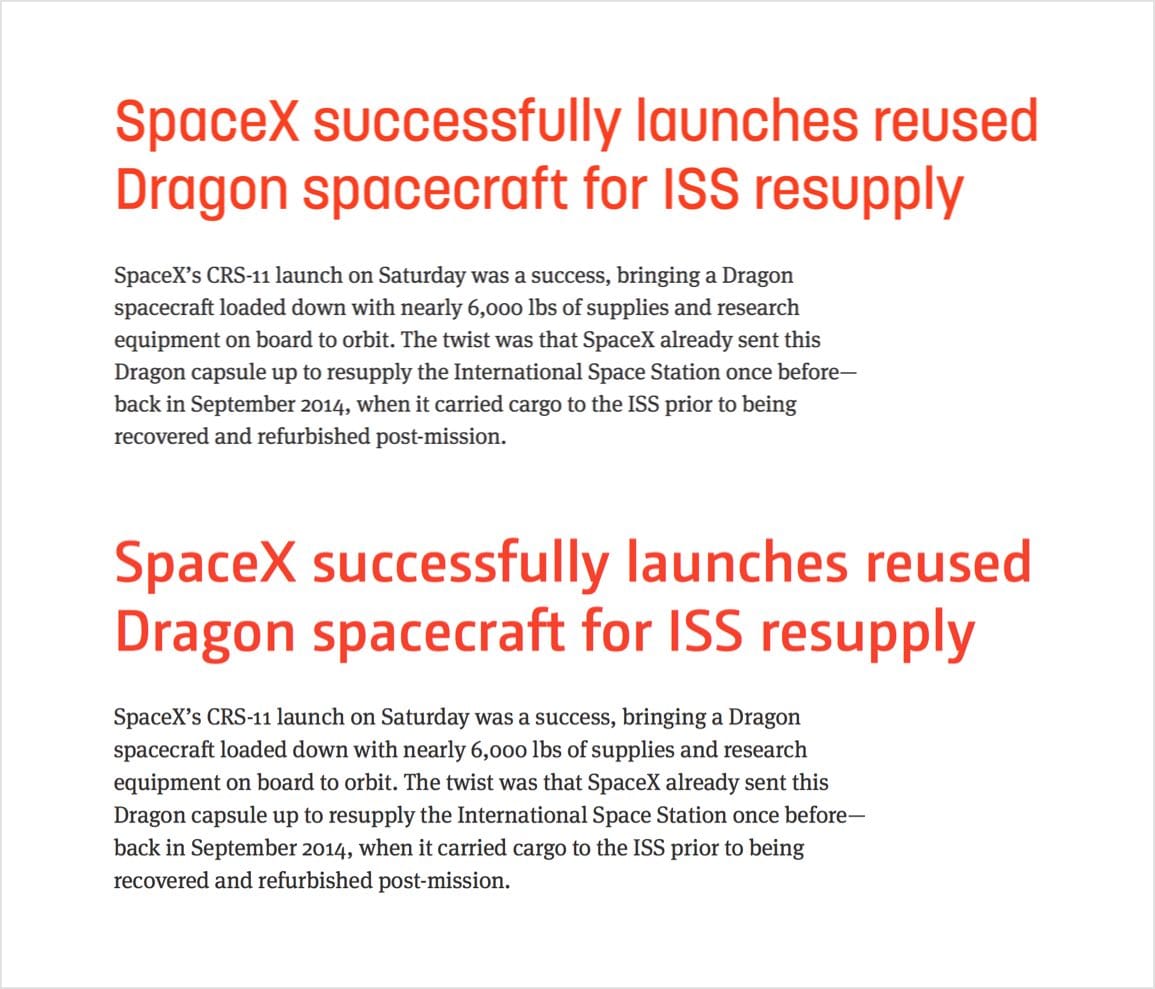 SpaceX successfully launches reused
Dragon spacecraft for ISS resupply
SpaceX’s CRS-11 launch on Saturday was a success, bringing a Dragon
spacecraft loaded down with nearly 6,000 lbs of supplies and research
equipment on board to orbit. The twist was that SpaceX already sent this
Dragon capsule up to resupply the International Space Station once before—
back in September 2014, when it carried cargo to the ISS prior to being
recovered and refurbished post-mission.
SpaceX successfully launches reused
Dragon spacecraft for ISS resupply
SpaceX’s CRS-11 launch on Saturday was a success, bringing a Dragon
spacecraft loaded down with nearly 6,000 lbs of supplies and research
equipment on board to orbit. The twist was that SpaceX already sent this
Dragon capsule up to resupply the International Space Station once before—
back in September 2014, when it carried cargo to the ISS prior to being
recovered and refurbished post-mission.